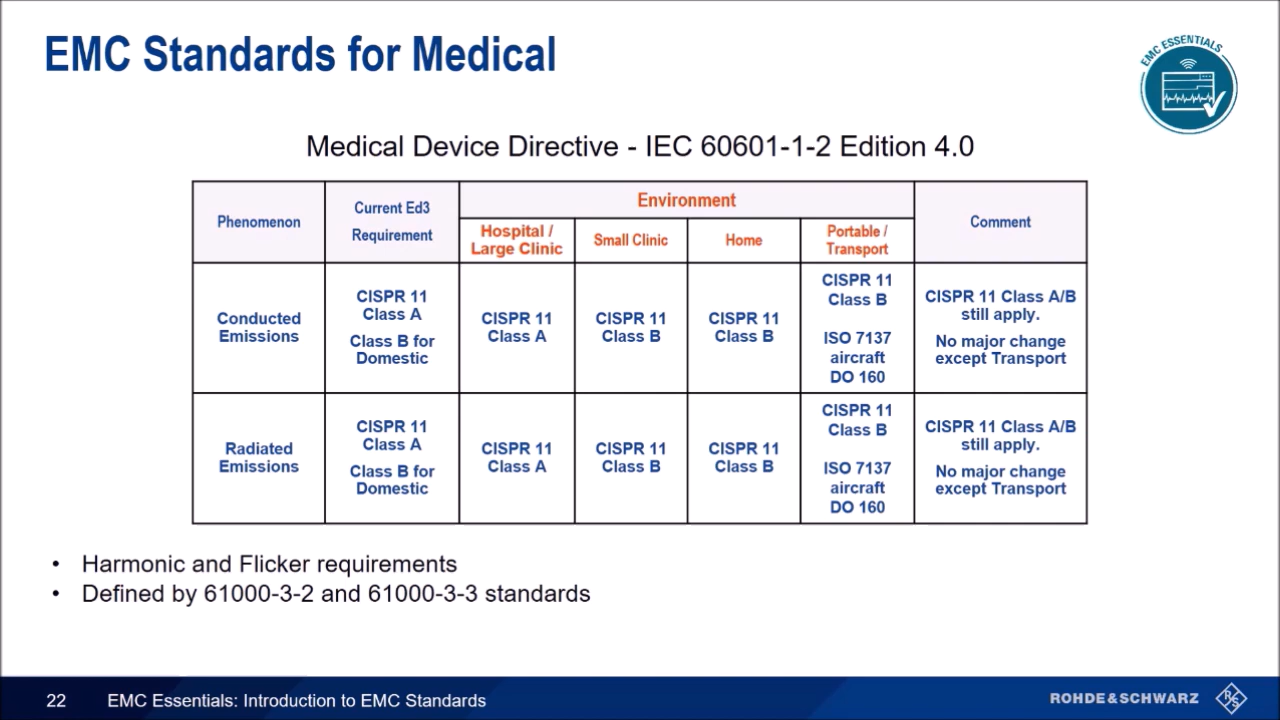 EMC Standards for Medical
EMC ESSENTIALS
Medical Device Directive - IEC 60601-1-2 Edition 4.0
Phenomenon
Current Ed3
Requirement
Environment
Comment
Hospital /
Large Clinic
Small Clinic
Home
Portable /
Transport
Conducted
Emissions
CISPR 11
Class A
Class B for
Domestic
CISPR 11
Class A
CISPR 11
Class B
CISPR 11
Class B
CISPR 11
Class B
ISO 7137
aircraft
DO 160
CISPR 11 Class A/B
still apply.
No major change
except Transport
Radiated
Emissions
CISPR 11
Class A
Class B for
Domestic
CISPR 11
Class A
CISPR 11
Class B
CISPR 11
Class B
CISPR 11
Class B
ISO 7137
aircraft
DO 160
CISPR 11 Class A/B
still apply.
No major change
except Transport
• Harmonic and Flicker requirements
• Defined by 61000-3-2 and 61000-3-3 standards
22 EMC Essentials: Introduction to EMC Standards
ROHDE & SCHWARZ
R S